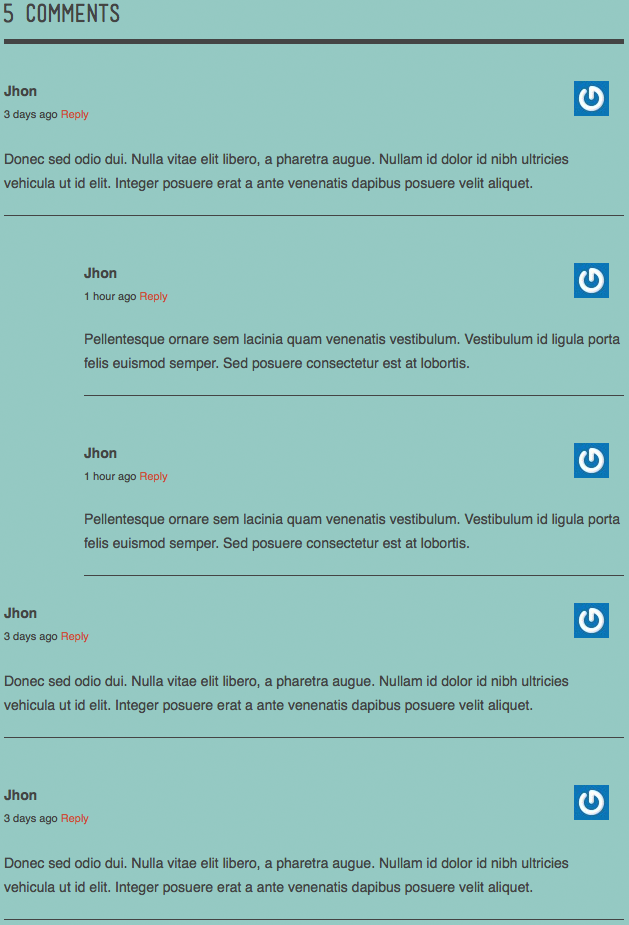 5 COMMENTS
Jhon
3 days ago Reply
Donec sed odio dui. Nulla vitae elit libero, a pharetra augue. Nullam id dolor id nibh ultricies
vehicula ut id elit. Integer posuere erat a ante venenatis dapibus posuere velit aliquet.
Jhon
1 hour ago Reply
Pellentesque ornare sem lacinia quam venenatis vestibulum. Vestibulum id ligula porta
felis euismod semper. Sed posuere consectetur est at lobortis.
Jhon
1 hour ago Reply
Pellentesque ornare sem lacinia quam venenatis vestibulum. Vestibulum id ligula porta
felis euismod semper. Sed posuere consectetur est at lobortis.
Jhon
3 days ago Reply
Donec sed odio dui. Nulla vitae elit libero, a pharetra augue. Nullam id dolor id nibh ultricies
vehicula ut id elit. Integer posuere erat a ante venenatis dapibus posuere velit aliquet.
Jhon
3 days ago Reply
Donec sed odio dui. Nulla vitae elit libero, a pharetra augue. Nullam id dolor id nibh ultricies
vehicula ut id elit. Integer posuere erat a ante venenatis dapibus posuere velit aliquet.